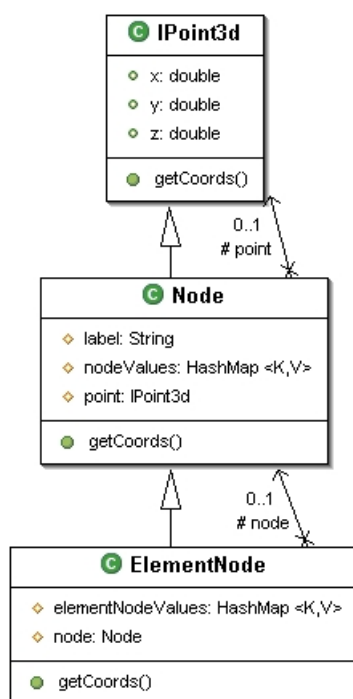 C IPoint3d
x: double
y: double
z: double
getCoords()
0..1
# point
C Node
label: String
nodeValues: HashMap <K,V>
point: IPoint3d
getCoords()
0..1
# node
C ElementNode
elementNodeValues: HashMap <K,V>
node: Node
getCoords()